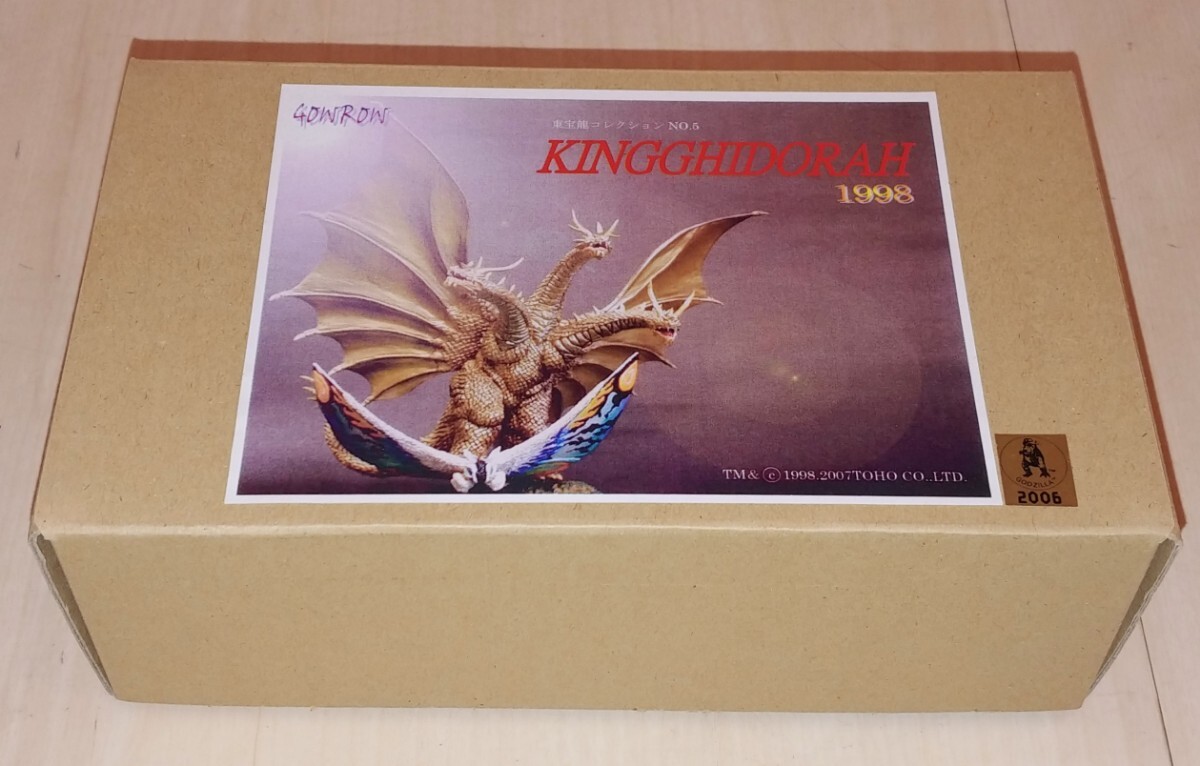 GOWROW
東宝龍コレクション NO.5
KINGGHIDORAH
1998
TM& ⓒ 1998.2007TOHO CO..LTD.
GODZILLA
2006